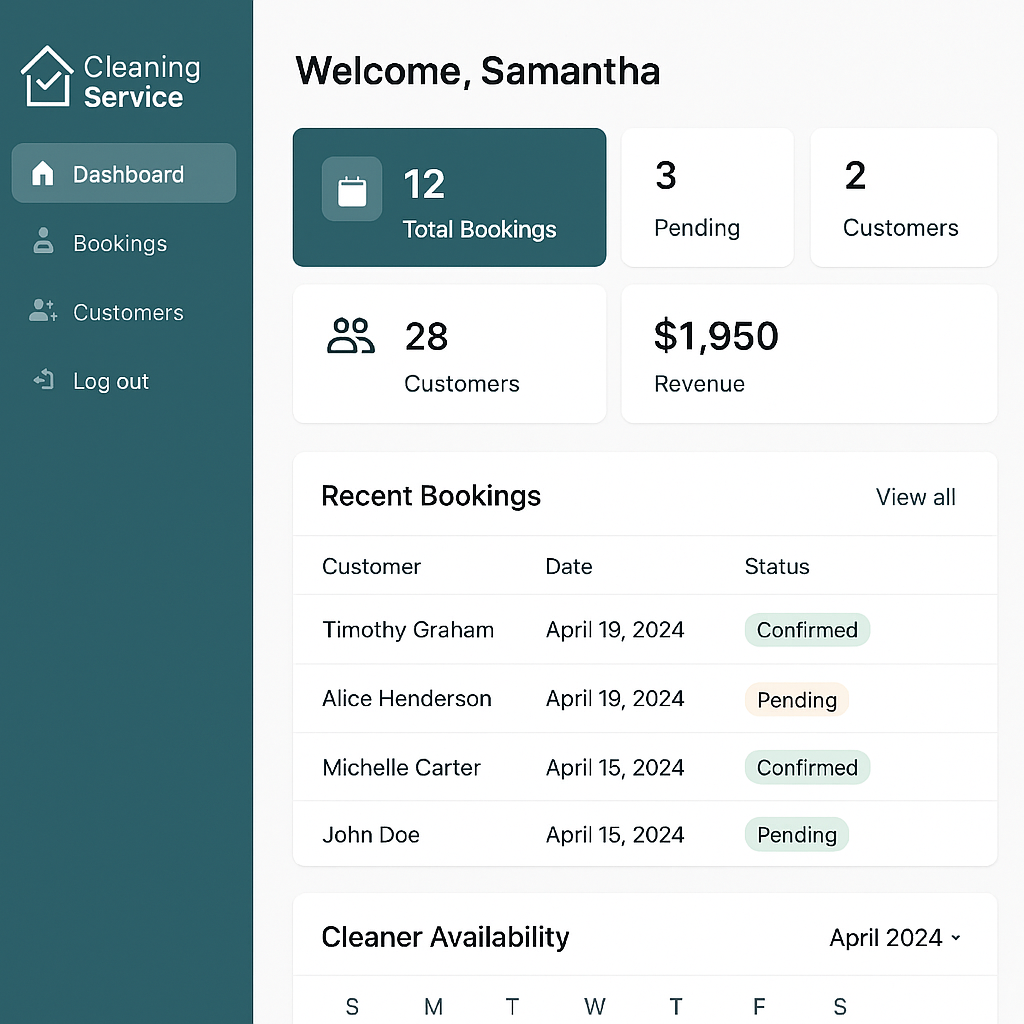 Cleaning
Service
Dashboard
Bookings
Customers
Log out
Welcome, Samantha
12
Total Bookings
3
Pending
2
Customers
28
Customers
$1,950
Revenue
Recent Bookings View all
Customer Date Status
Timothy Graham April 19, 2024 Confirmed
Alice Henderson April 19, 2024 Pending
Michelle Carter April 15, 2024 Confirmed
John Doe April 15, 2024 Pending
Cleaner Availability April 2024
S M T W T F S